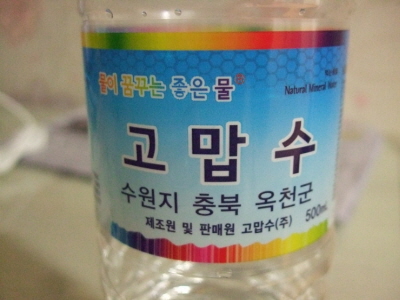 물이 꿈꾸는 좋은 물
Natural Mineral Water
고 맙 수
수원지 충북 옥천군
500mL
제조원 및 판매원 고맙수(주)